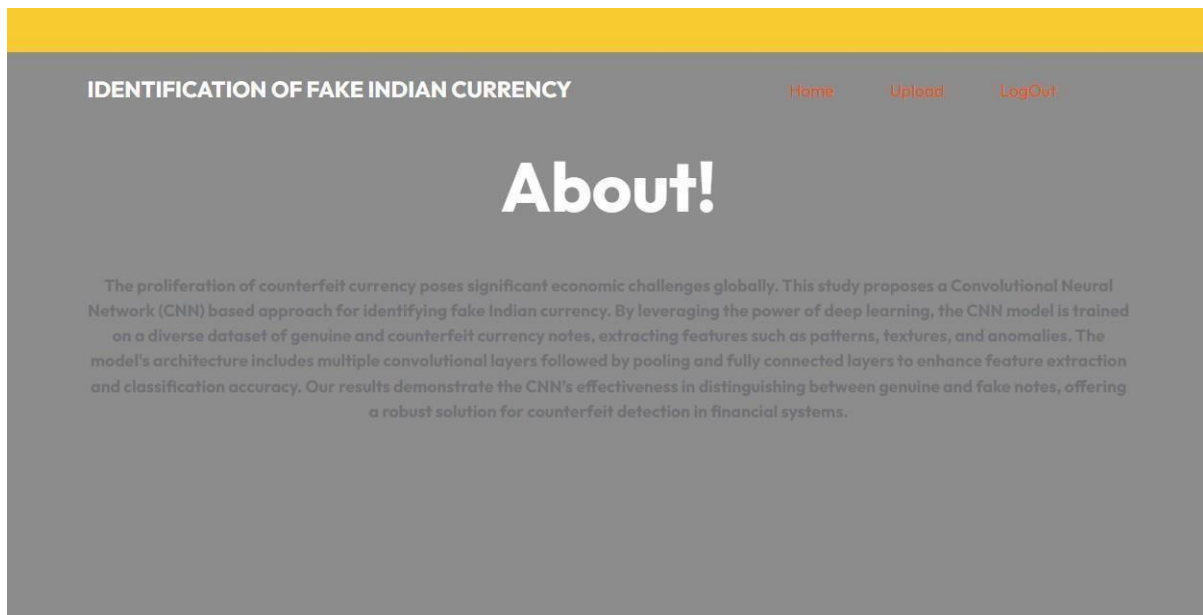 IDENTIFICATION OF FAKE INDIAN CURRENCY
Home Upload LogOut
About!
The proliferation of counterfeit currency poses significant economic challenges globally. This study proposes a Convolutional Neural
Network (CNN) based approach for identifying fake Indian currency. By leveraging the power of deep learning, the CNN model is trained
on a diverse dataset of genuine and counterfeit currency notes, extracting features such as patterns, textures, and anomalies. The
model's architecture includes multiple convolutional layers followed by pooling and fully connected layers to enhance feature extraction
and classification accuracy. Our results demonstrate the CNN's effectiveness in distinguishing between genuine and fake notes, offering
a robust solution for counterfeit detection in financial systems.